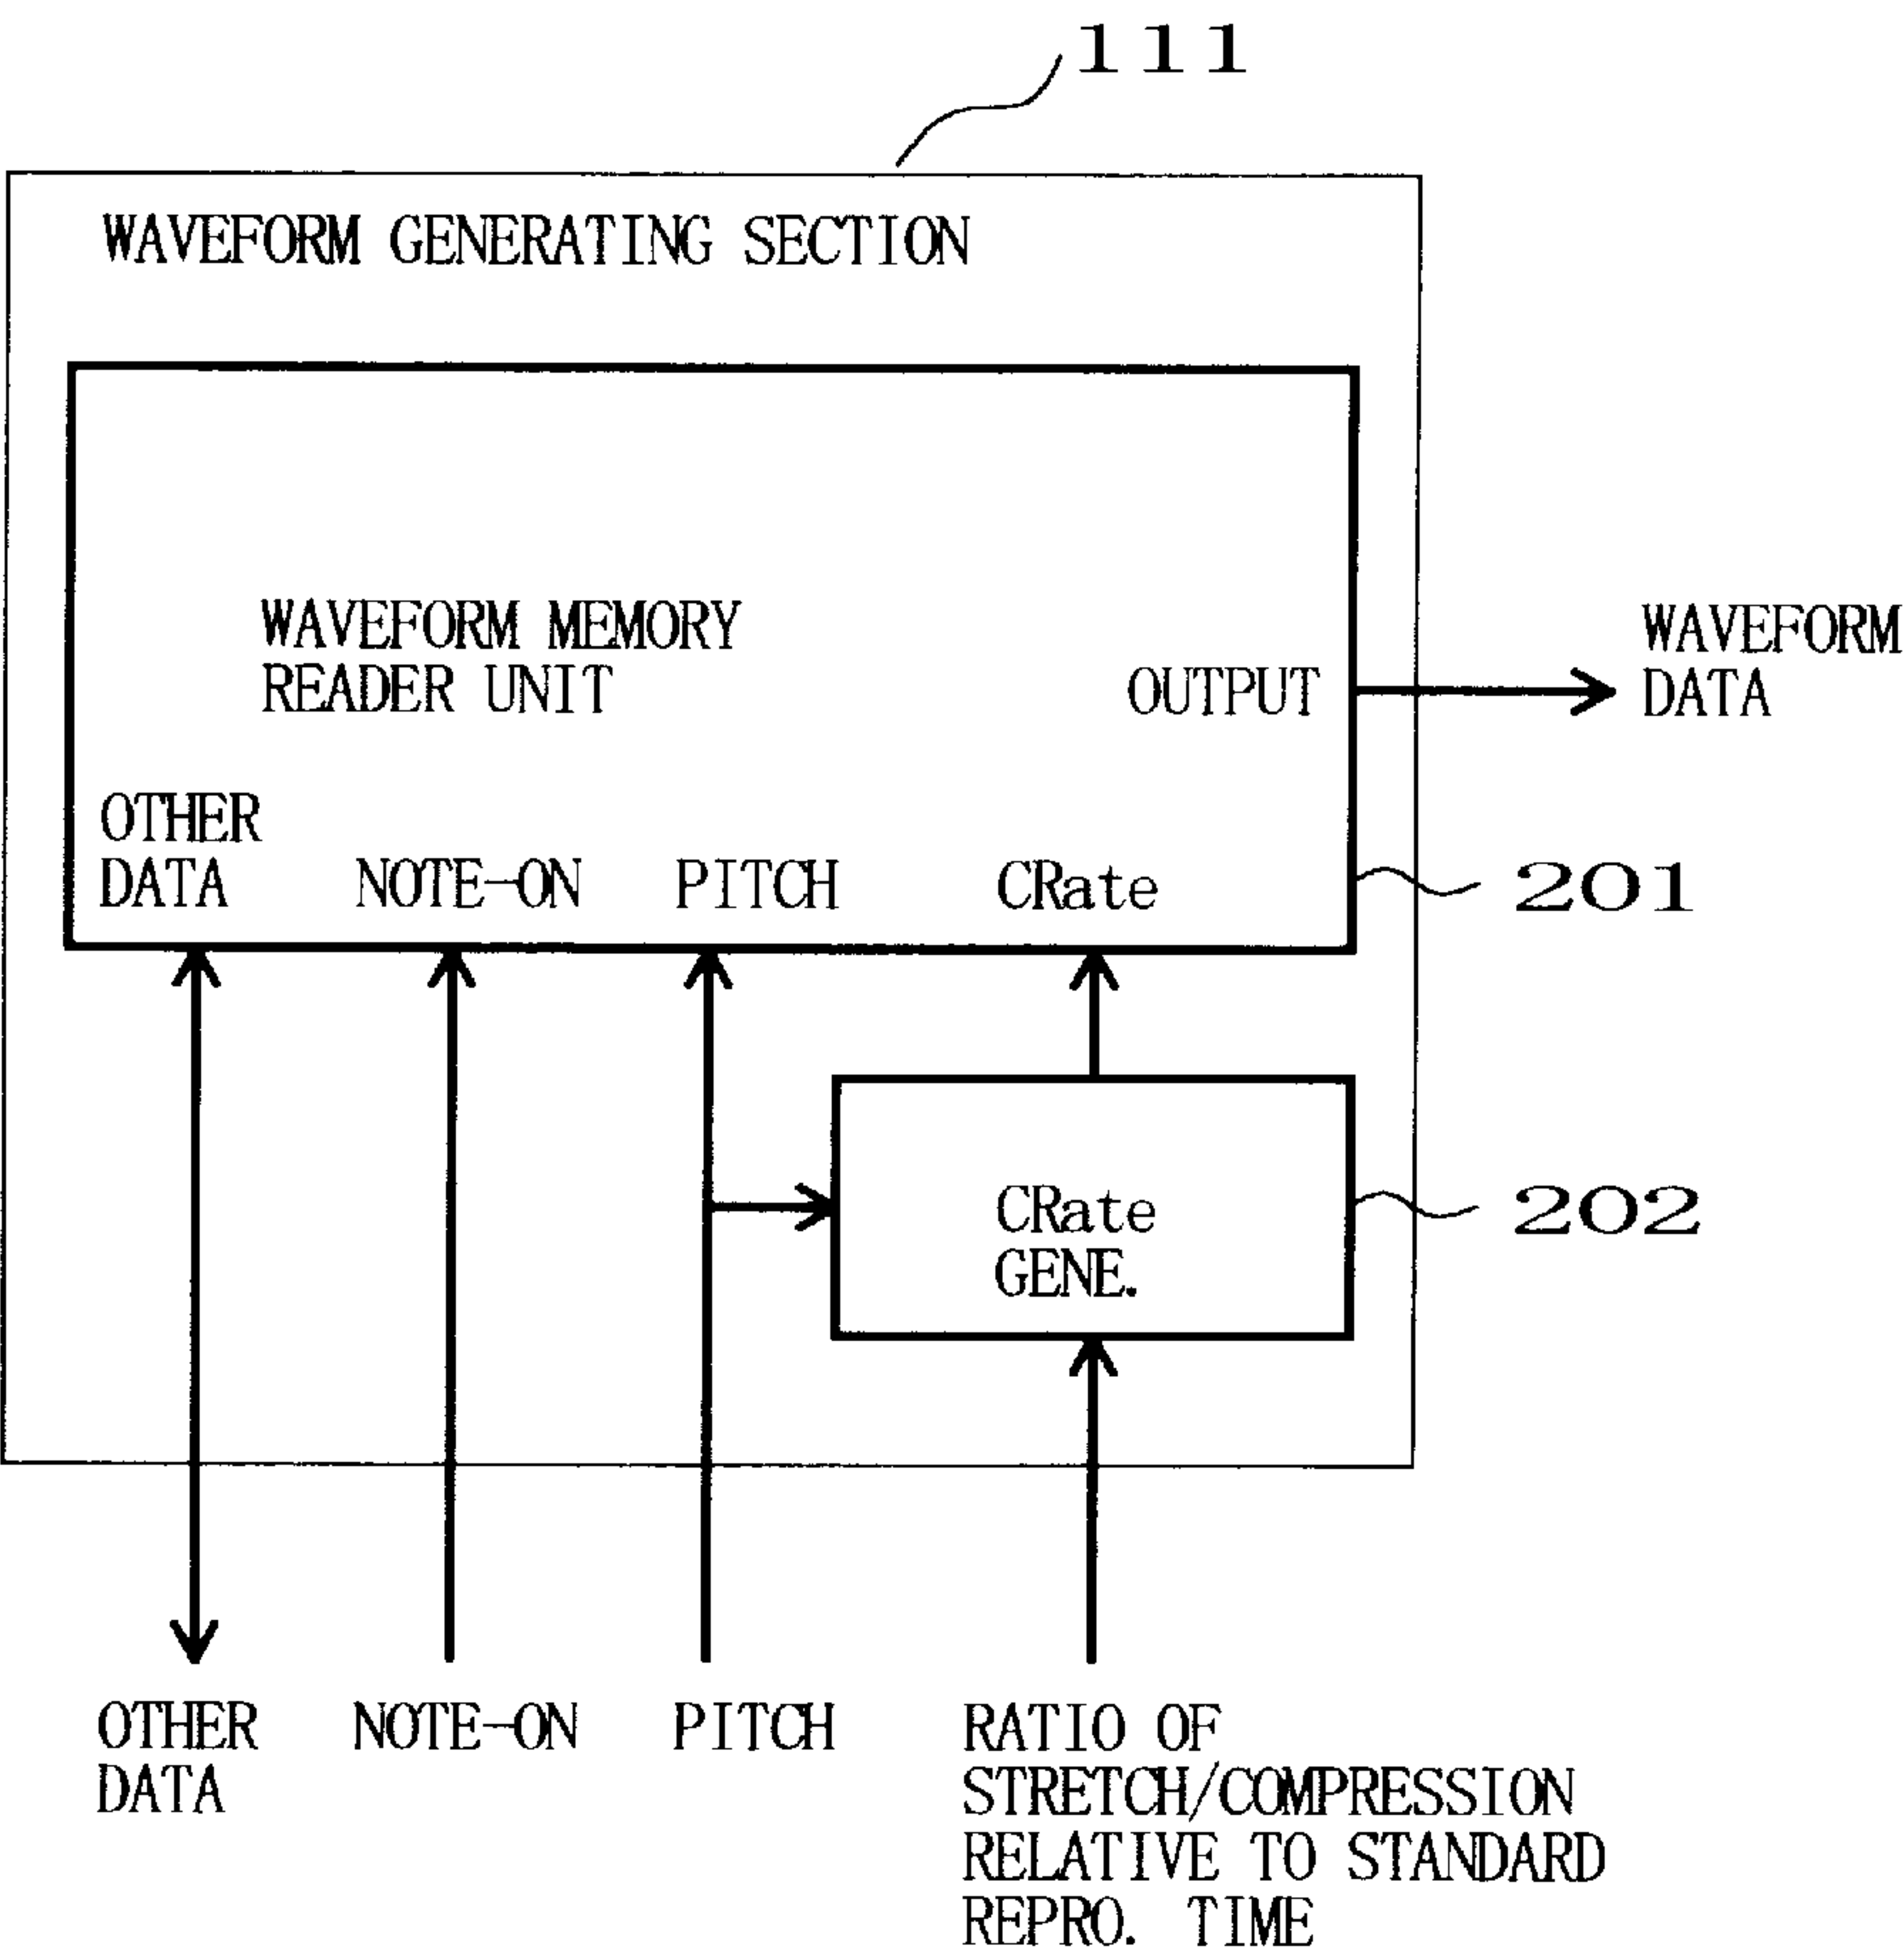 111
WAVEFORM GENERATING SECTION
WAVEFORM MEMORY
READER UNIT
OUTPUT
WAVEFORM
DATA
OTHER
DATA
NOTE-ON
PITCH
CRate
201
CRate
GENE.
202
OTHER
DATA
NOTE-ON
PITCH
RATIO OF
STRETCH/COMPRESSION
RELATIVE TO STANDARD
REPRO. TIME